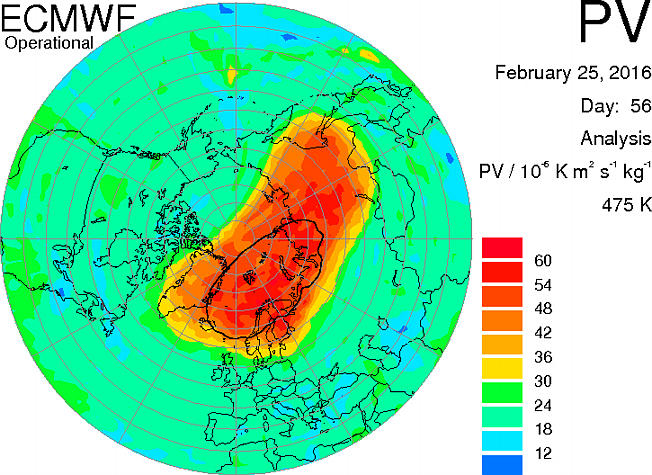 ECMWF
Operational
PV
February 25, 2016
Day: 56
Analysis
PV / 10⁻⁶ K m² s⁻¹ kg⁻¹
475 K
60
54
48
42
36
30
24
18
12